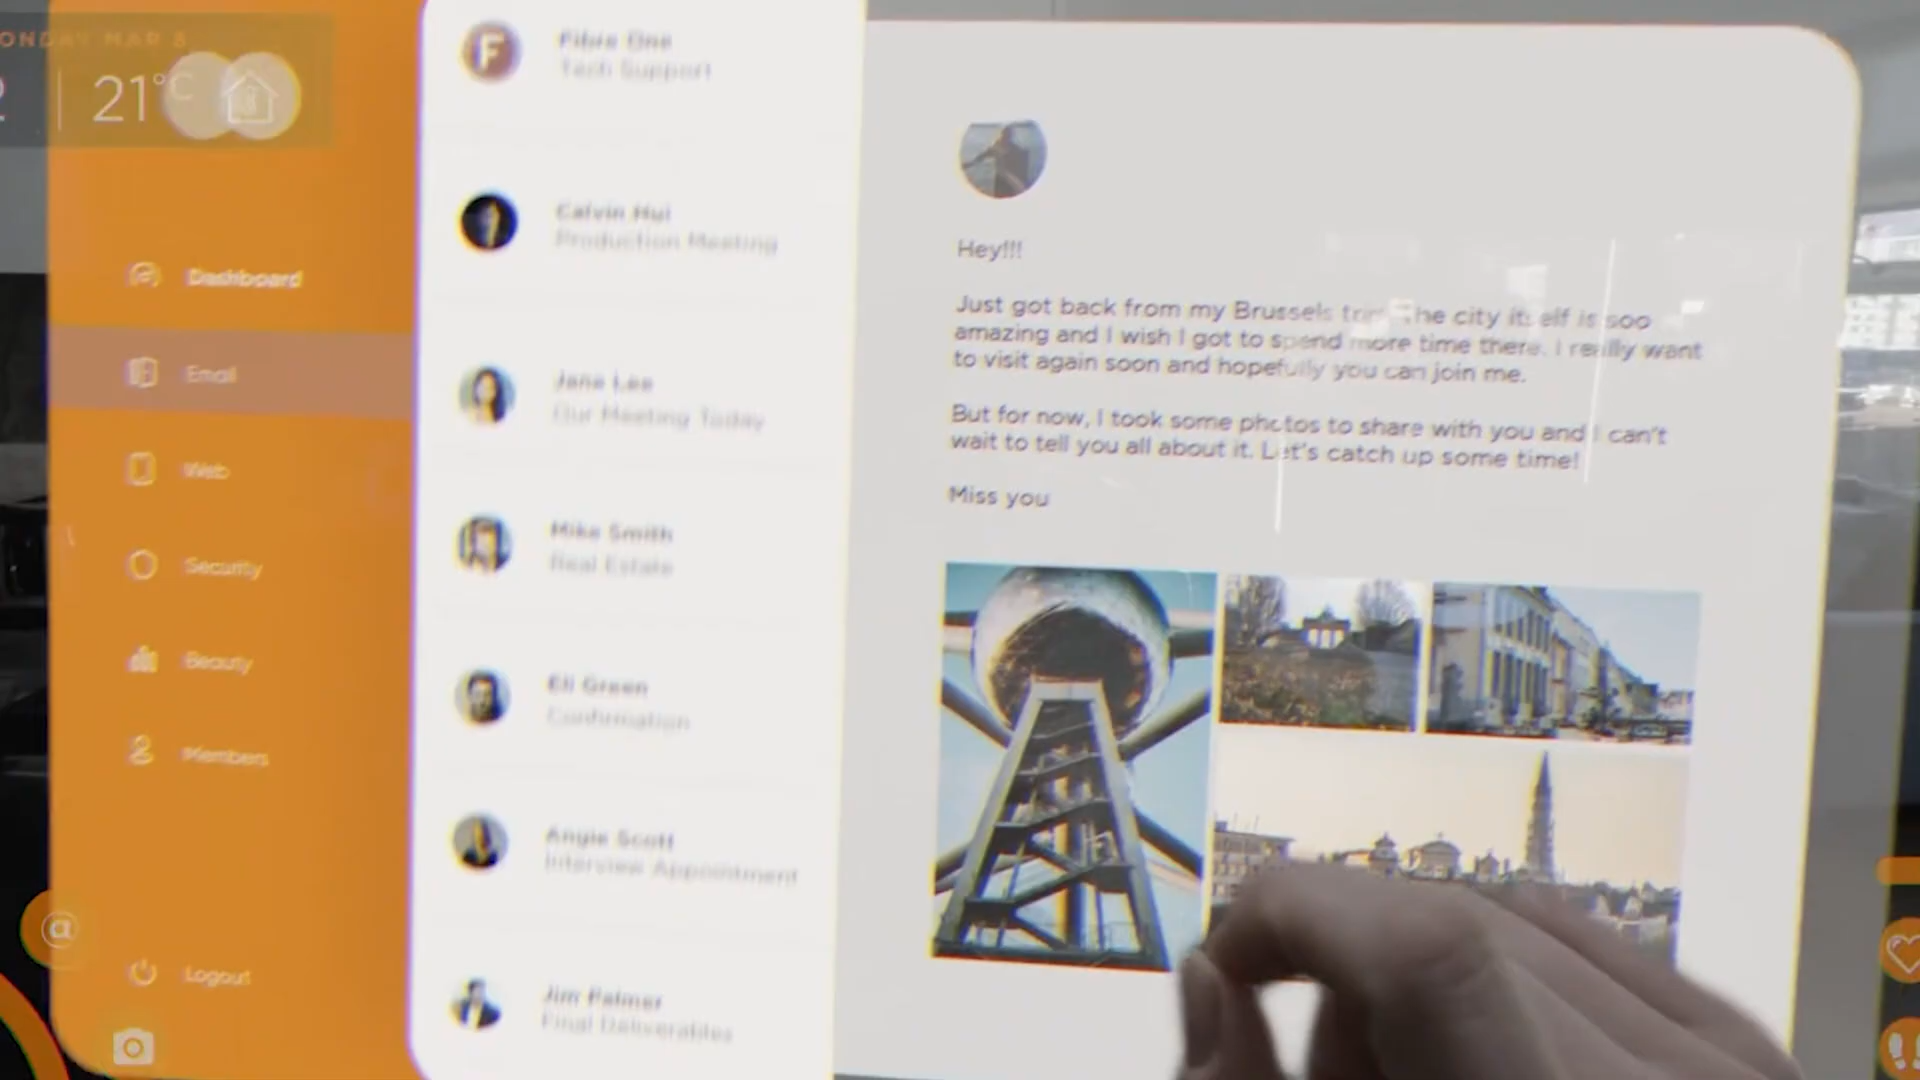 MAR
21°C
Dashboard
Email
Web
Security
Beauty
Members
Logout
@
F
Fibre One
Tech Support
Calvin Hui
Production Meeting
Jane Lee
Our Meeting Today
Mike Smith
Real Estate
Eli Green
Confirmation
Angie Scott
Interview Appointment
Jim Palmer
Final Deliverables
Hey!!!
Just got back from my Brussels trip. The city itself is soo
amazing and I wish I got to spend more time there. I really want
to visit again soon and hopefully you can join me.
But for now, I took some photos to share with you and I can't
wait to tell you all about it. Let's catch up some time!
Miss you